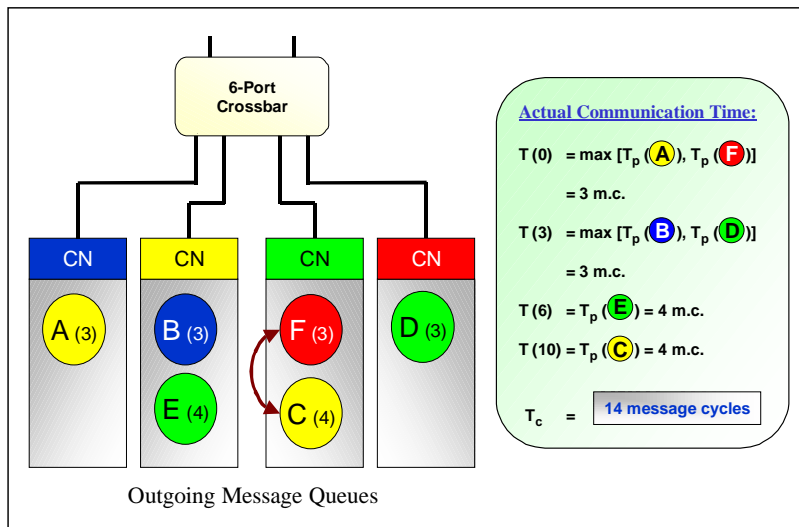 6-Port
Crossbar
CN
CN
CN
CN
A (3)
B (3)
F (3)
D (3)
E (4)
C (4)
Outgoing Message Queues
Actual Communication Time:
T (0) = max [Tp (A), Tp (F)]
= 3 m.c.
T (3) = max [Tp (B), Tp (D)]
= 3 m.c.
T (6) = Tp (E) = 4 m.c.
T (10) = Tp (C) = 4 m.c.
Tc = 14 message cycles